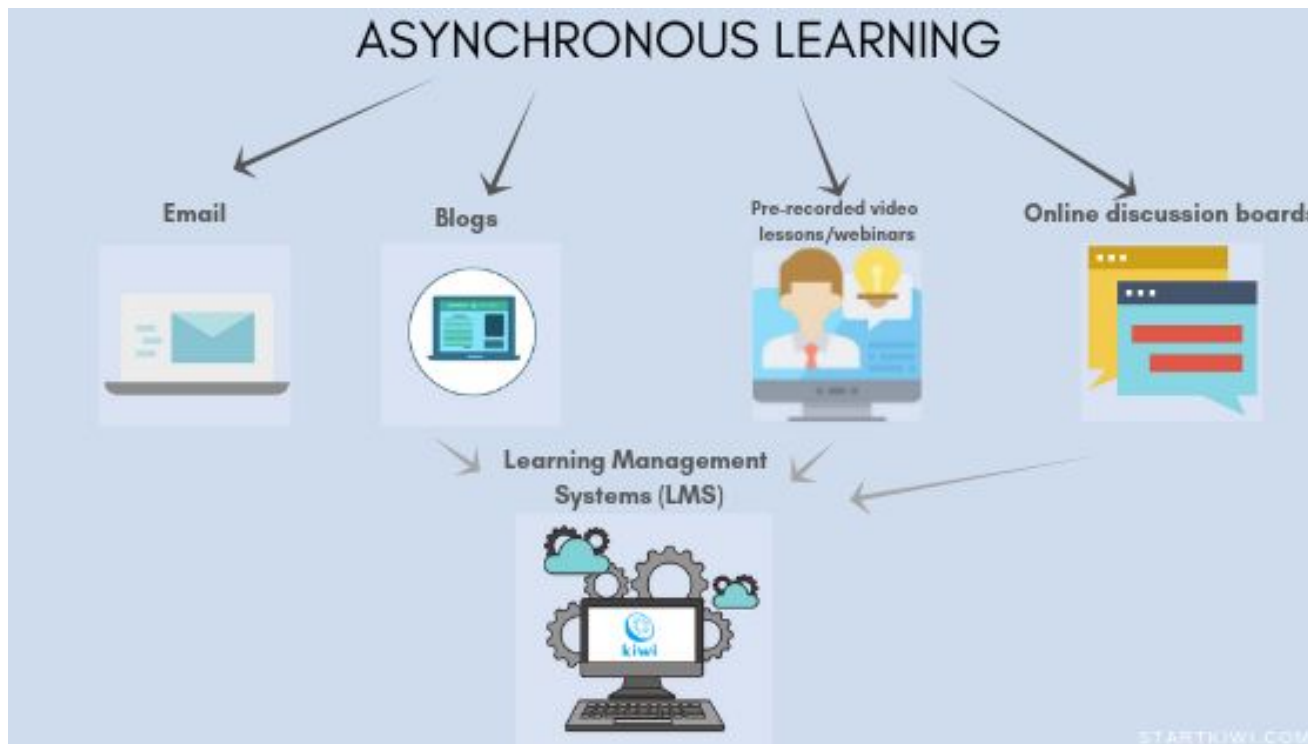 ASYNCHRONOUS LEARNING
Email
Blogs
Pre-recorded video
lessons/webinars
Online discussion boards
Learning Management
Systems (LMS)
kiwi
STARTKIWI.COM